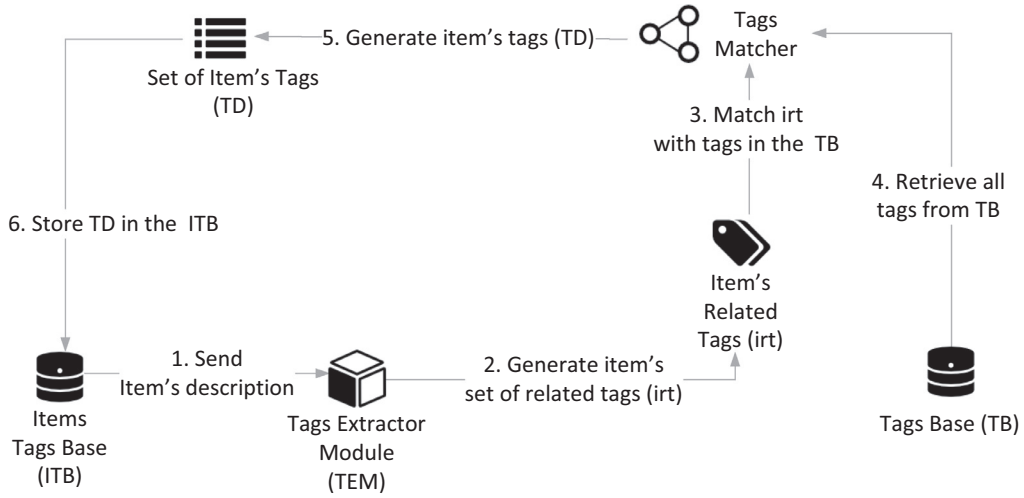 5. Generate item's tags (TD)
Tags
Matcher
Set of Item's Tags
(TD)
3. Match irt
with tags in the TB
4. Retrieve all
tags from TB
6. Store TD in the ITB
Item's
Related
Tags (irt)
1. Send
Item's description
2. Generate item's
set of related tags (irt)
Items
Tags Base
(ITB)
Tags Extractor
Module
(TEM)
Tags Base (TB)